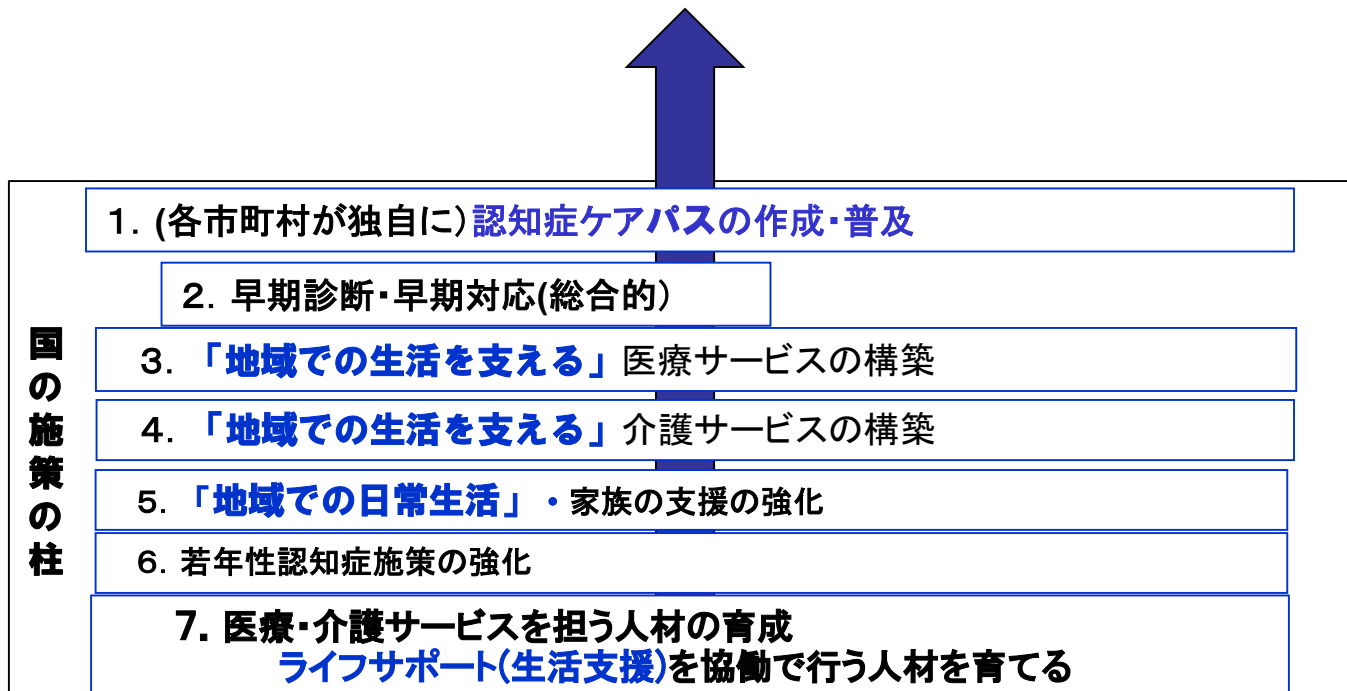 国の施策の柱
1. (各市町村が独自に)認知症ケアパスの作成・普及
2. 早期診断・早期対応(総合的)
3. 「地域での生活を支える」医療サービスの構築
4. 「地域での生活を支える」介護サービスの構築
5. 「地域での日常生活」・家族の支援の強化
6. 若年性認知症施策の強化
7. 医療・介護サービスを担う人材の育成
ライフサポート(生活支援)を協働で行う人材を育てる